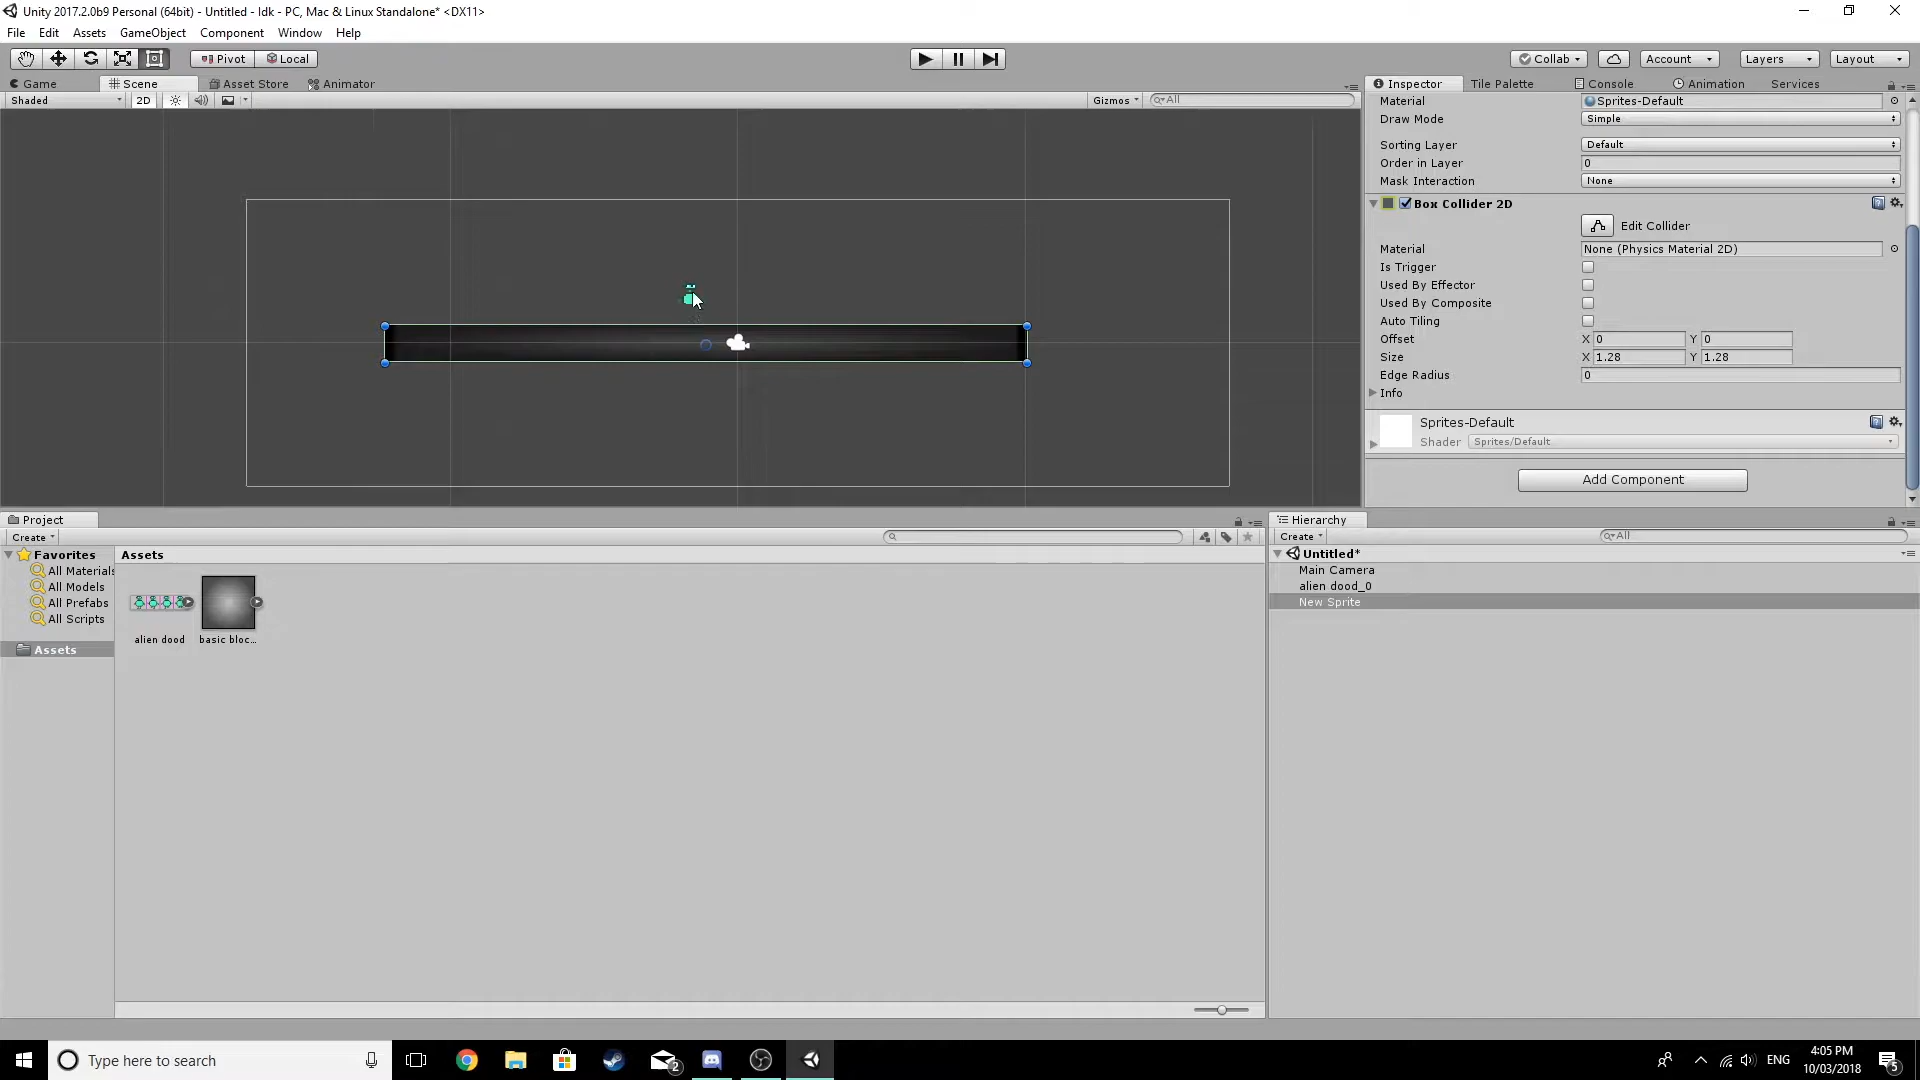 Unity 2017.2.0b9 Personal (64bit) - Untitled - Idk - PC, Mac & Linux Standalone* <DX11>
File Edit Assets GameObject Component Window Help
Pivot Local Collab Account Layers Layout
Game Scene Asset Store Animator
Shaded 2D Gizmos All
Inspector Tile Palette Console Animation Services
Material Sprites-Default
Draw Mode Simple
Sorting Layer Default
Order in Layer 0
Mask Interaction None
Box Collider 2D
Edit Collider
Material None (Physics Material 2D)
Is Trigger
Used By Effector
Used By Composite
Auto Tiling
Offset X 0 Y 0
Size X 1.28 Y 1.28
Edge Radius 0
Info
Sprites-Default
Shader Sprites/Default
Add Component
Project
Create
Favorites
All Materials
All Models
All Prefabs
All Scripts
Assets
Assets
alien dood basic bloc...
Hierarchy
Create All
Untitled*
Main Camera
alien dood_0
New Sprite
Type here to search
2
ENG
4:05 PM
10/03/2018
5